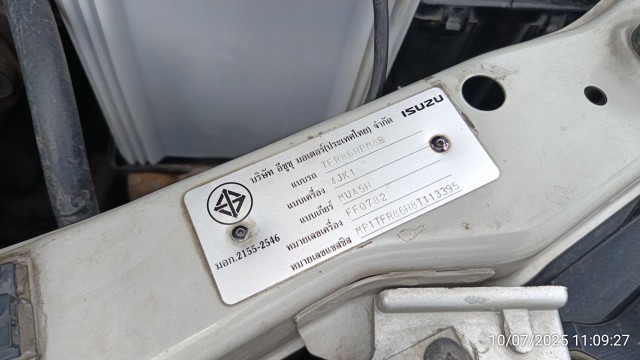 ISUZU
บริษัท อีซูซุ มอเตอร์(ประเทศไทย) จำกัด
แบบรถ TFR86HPM8B
แบบเครื่อง 4JK1
แบบเกียร์ MUA5H
หมายเลขเครื่อง FF0782
หมายเลขแชสซิส MP1TFR86H8T113395
มอก.2155-2546
10/07/2025 11:09:27